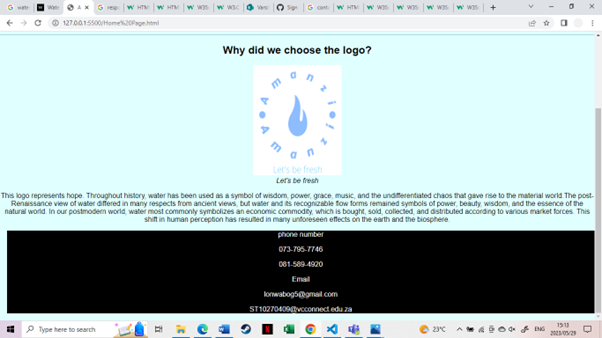 wate
Wate
A
resp
HTM
HTM
W3S
W3C
Versi
Sign
cont
HTM
W3S
W3S
W3S
W3S
127.0.0.1:5500/Home%20Page.html
Why did we choose the logo?
Amanzi
Amanzi
Let's be fresh
Let's be fresh
This logo represents hope. Throughout history, water has been used as a symbol of wisdom, power, grace, music, and the undifferentiated chaos that gave rise to the material world.The post-
Renaissance view of water differed in many respects from ancient views, but water and its recognizable flow forms remained symbols of power, beauty, wisdom, and the essence of the
natural world. In our postmodern world, water most commonly symbolizes an economic commodity, which is bought, sold, collected, and distributed according to various market forces. This
shift in human perception has resulted in many unforeseen effects on the earth and the biosphere.
phone number
073-795-7746
081-589-4920
Email
lonwabog5@gmail.com
ST10270409@vcconnect.edu.za
Type here to search
23°C
ENG
15:13
2023/05/29